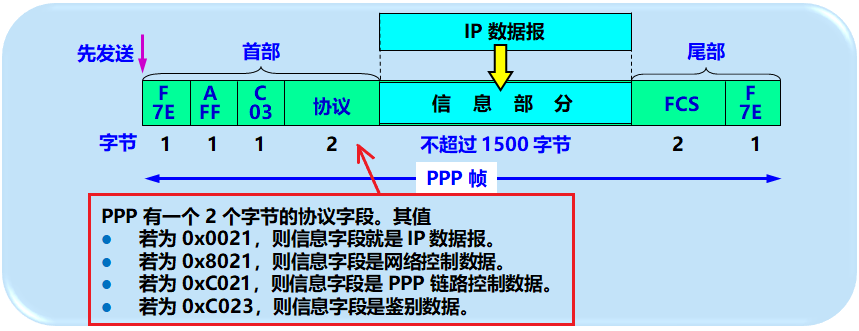 IP 数据报
先发送
首部
尾部
F A C
7E FF 03 协议 信 息 部 分 FCS F 7E
字节 1 1 1 2 不超过 1500 字节 2 1
PPP 帧
PPP 有一个 2 个字节的协议字段。其值
● 若为 0x0021，则信息字段就是 IP 数据报。
● 若为 0x8021，则信息字段是网络控制数据。
● 若为 0xC021，则信息字段是 PPP 链路控制数据。
● 若为 0xC023，则信息字段是鉴别数据。